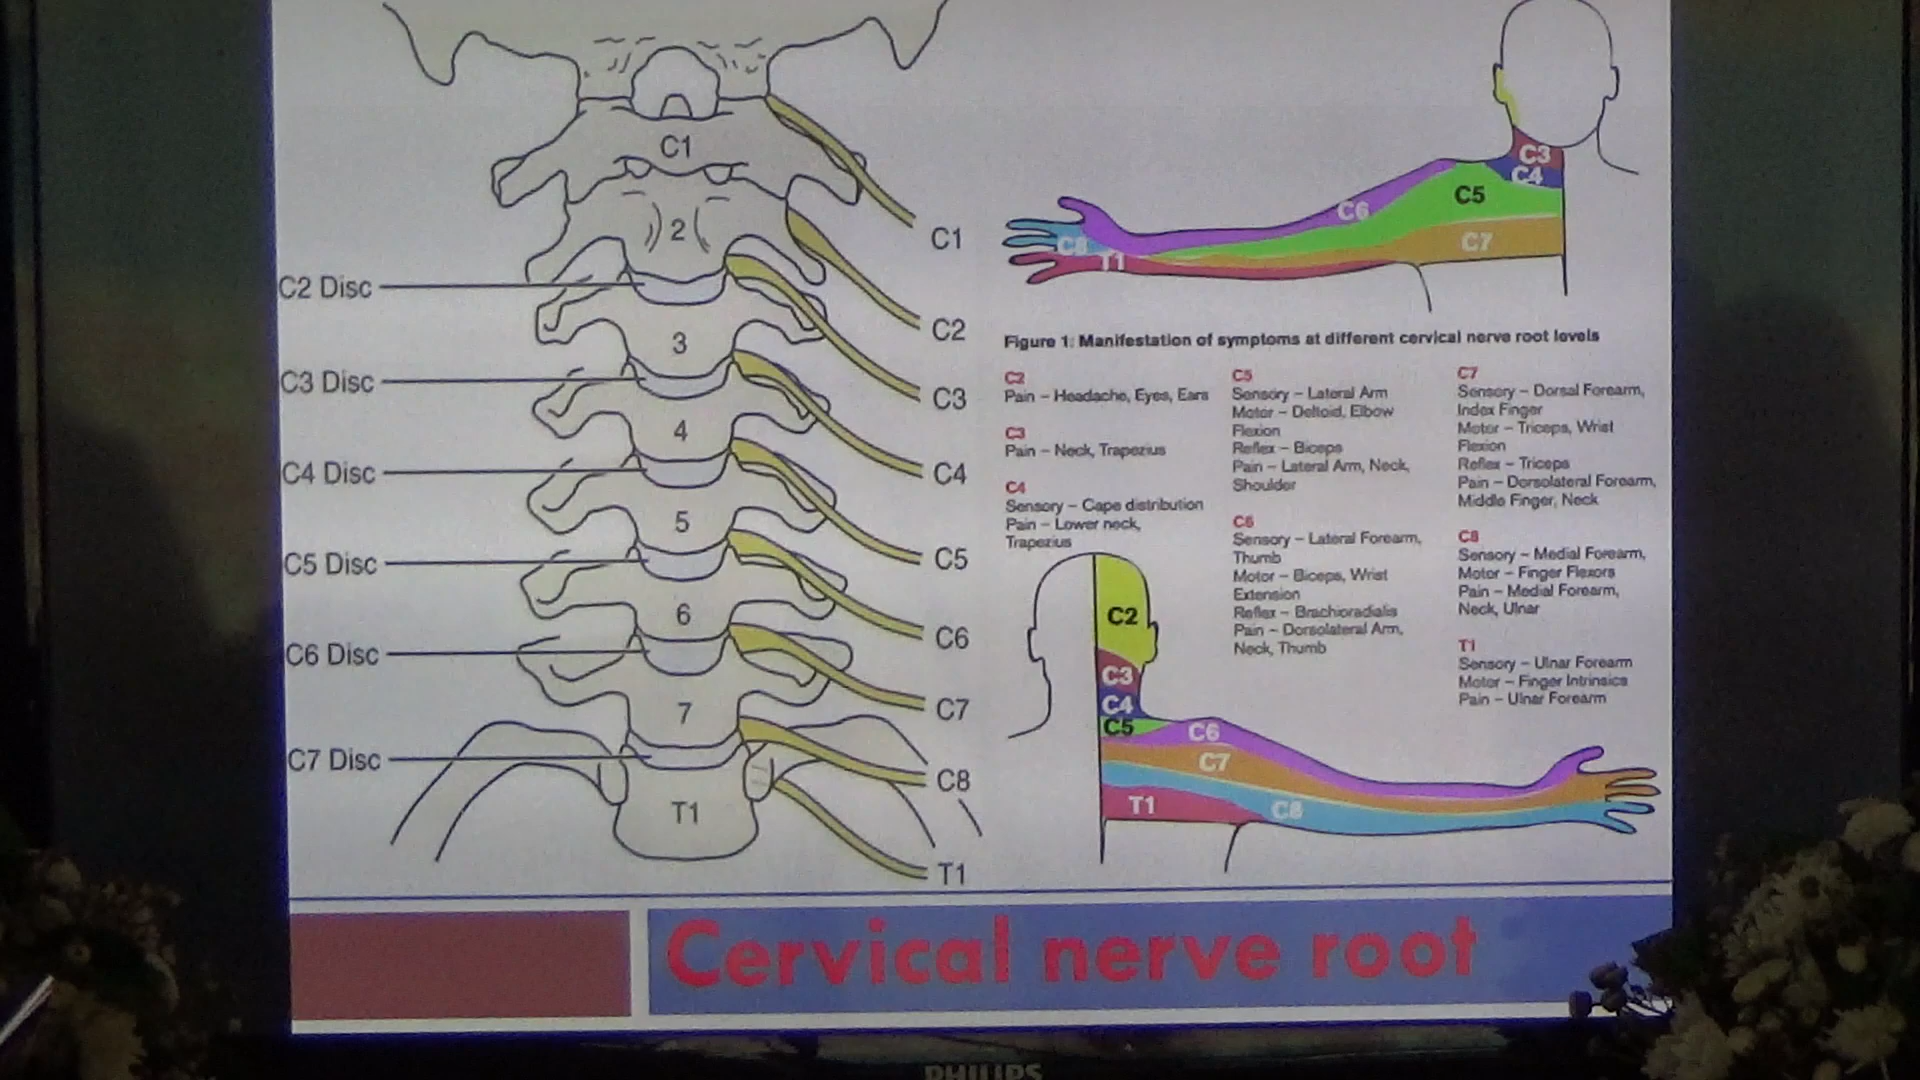 C1
2
3
4
5
6
7
T1
C2 Disc
C3 Disc
C4 Disc
C5 Disc
C6 Disc
C7 Disc
C1
C2
C3
C4
C5
C6
C7
C8
T1
C3
C4
C5
C6
C7
C8
T1
Figure 1: Manifestation of symptoms at different cervical nerve root levels
C2
Pain – Headache, Eyes, Ears
C3
Pain – Neck, Trapezius
C4
Sensory – Cape distribution
Pain – Lower neck,
Trapezius
C5
Sensory – Lateral Arm
Motor – Deltoid, Elbow
Flexion
Reflex – Biceps
Pain – Lateral Arm, Neck,
Shoulder
C6
Sensory – Lateral Forearm,
Thumb
Motor – Biceps, Wrist
Extension
Reflex – Brachioradialis
Pain – Dorsolateral Arm,
Neck, Thumb
C7
Sensory – Dorsal Forearm,
Index Finger
Motor – Triceps, Wrist
Flexion
Reflex – Triceps
Pain – Dorsolateral Forearm,
Middle Finger, Neck
C8
Sensory – Medial Forearm,
Motor – Finger Flexors
Pain – Medial Forearm,
Neck, Ulnar
T1
Sensory – Ulnar Forearm
Motor – Finger Intrinsics
Pain – Ulnar Forearm
C2
C3
C4
C5
C6
C7
C8
T1
Cervical nerve root
PHILIPS